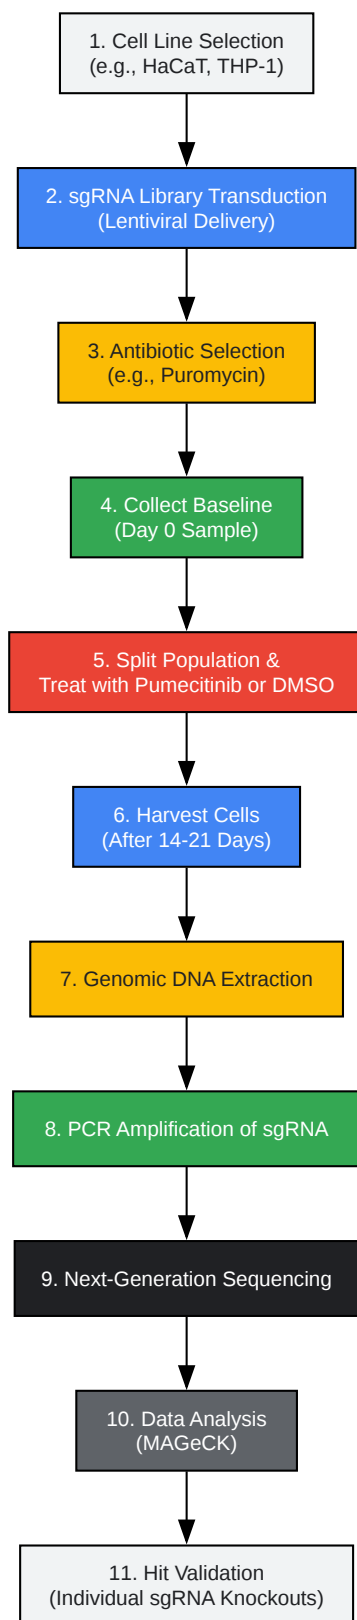 1. Cell Line Selection
(e.g., HaCaT, THP-1)
2. sgRNA Library Transduction
(Lentiviral Delivery)
3. Antibiotic Selection
(e.g., Puromycin)
4. Collect Baseline
(Day 0 Sample)
5. Split Population &
Treat with Pumecitinib or DMSO
6. Harvest Cells
(After 14-21 Days)
7. Genomic DNA Extraction
8. PCR Amplification of sgRNA
9. Next-Generation Sequencing
10. Data Analysis
(MAGeCK)
11. Hit Validation
(Individual sgRNA Knockouts)